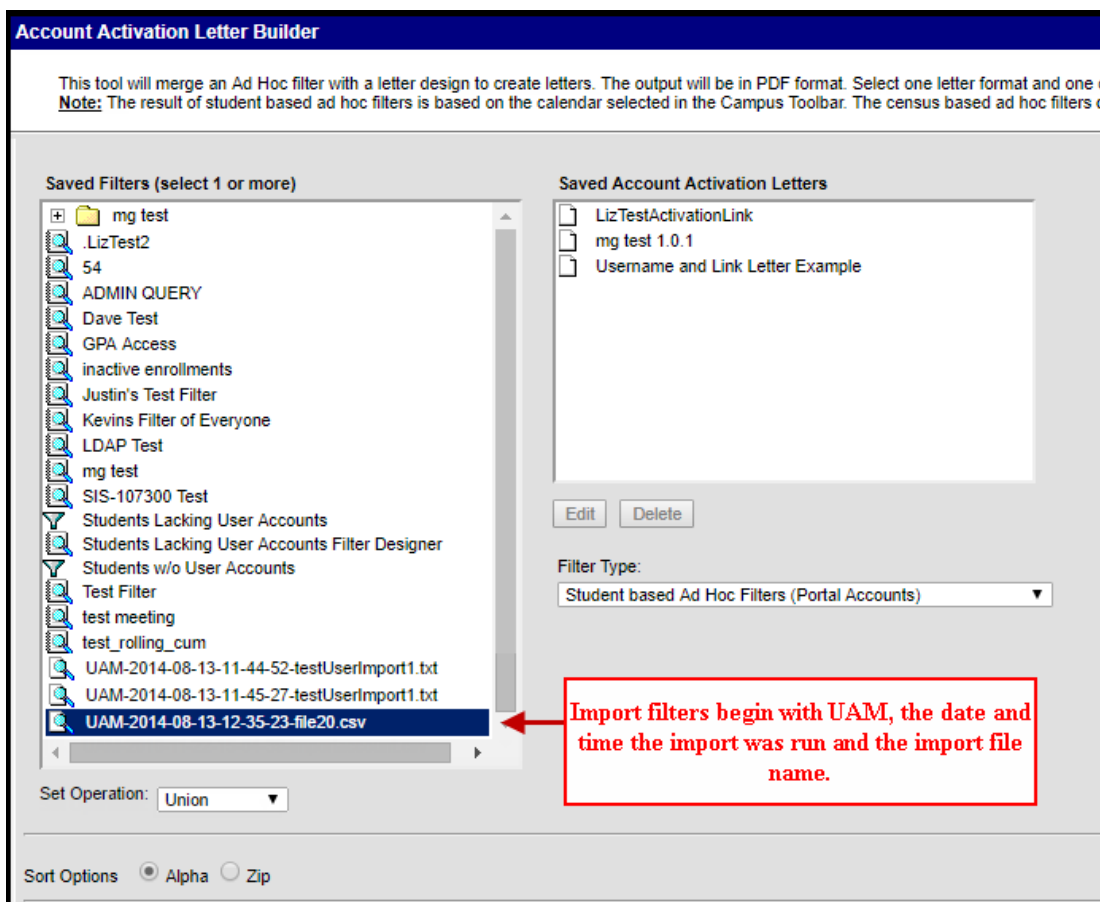 Account Activation Letter Builder
This tool will merge an Ad Hoc filter with a letter design to create letters. The output will be in PDF format. Select one letter format and one
Note: The result of student based ad hoc filters is based on the calendar selected in the Campus Toolbar. The census based ad hoc filters
Saved Filters (select 1 or more)
mg test
.LizTest2
54
ADMIN QUERY
Dave Test
GPA Access
inactive enrollments
Justin's Test Filter
Kevins Filter of Everyone
LDAP Test
mg test
SIS-107300 Test
Students Lacking User Accounts
Students Lacking User Accounts Filter Designer
Students w/o User Accounts
Test Filter
test meeting
test_rolling_cum
UAM-2014-08-13-11-44-52-testUserImport1.txt
UAM-2014-08-13-11-45-27-testUserImport1.txt
UAM-2014-08-13-12-35-23-file20.csv
Set Operation: Union
Saved Account Activation Letters
LizTestActivationLink
mg test 1.0.1
Username and Link Letter Example
Edit Delete
Filter Type:
Student based Ad Hoc Filters (Portal Accounts)
Import filters begin with UAM, the date and
time the import was run and the import file
name.
Sort Options Alpha Zip